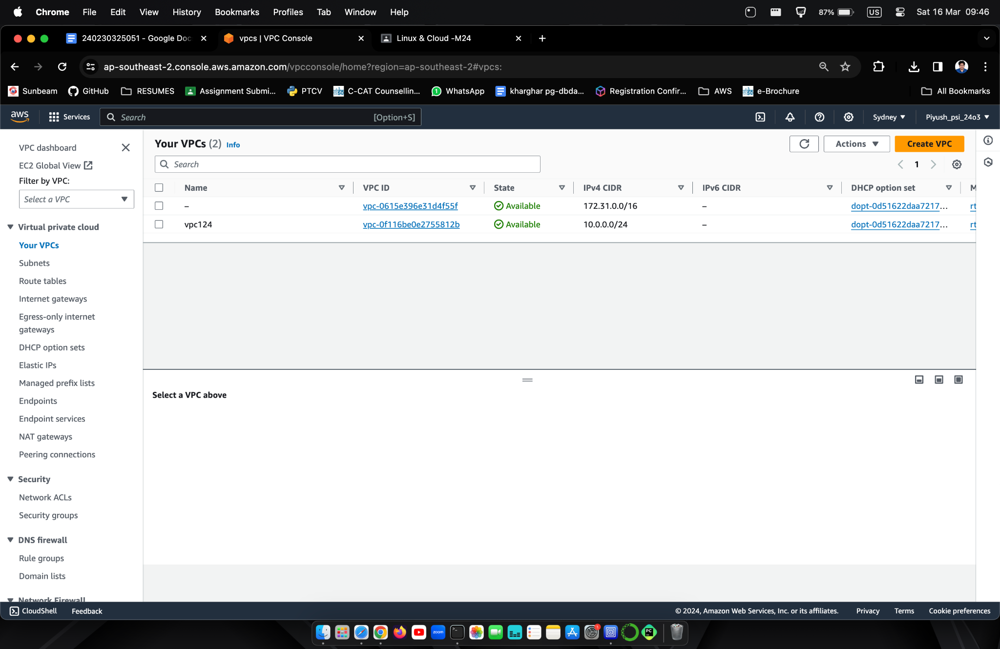 Chrome File Edit View History Bookmarks Profiles Tab Window Help 87% US Sat 16 Mar 09:46
240230325051 - Google Doc vpcs | VPC Console Linux & Cloud -M24
ap-southeast-2.console.aws.amazon.com/vpcconsole/home?region=ap-southeast-2#vpcs:
Sunbeam GitHub RESUMES Assignment Submi... PTCV C-CAT Counsellin... WhatsApp kharghar pg-dbda... Registration Confir... AWS e-Brochure All Bookmarks
aws Services Search [Option+S] Sydney Piyush_psi_24o3
VPC dashboard
EC2 Global View
Filter by VPC:
Select a VPC
Virtual private cloud
Your VPCs
Subnets
Route tables
Internet gateways
Egress-only internet
gateways
DHCP option sets
Elastic IPs
Managed prefix lists
Endpoints
Endpoint services
NAT gateways
Peering connections
Security
Network ACLs
Security groups
DNS firewall
Rule groups
Domain lists
Network Firewall
Your VPCs (2) Info Actions Create VPC
Search 1
Name VPC ID State IPv4 CIDR IPv6 CIDR DHCP option set M
– vpc-0615e396e31d4f55f Available 172.31.0.0/16 – dopt-0d51622daa7217... rt
vpc124 vpc-0f116be0e2755812b Available 10.0.0.0/24 – dopt-0d51622daa7217... rt
Select a VPC above
CloudShell Feedback © 2024, Amazon Web Services, Inc. or its affiliates. Privacy Terms Cookie preferences
zoom 1 PC